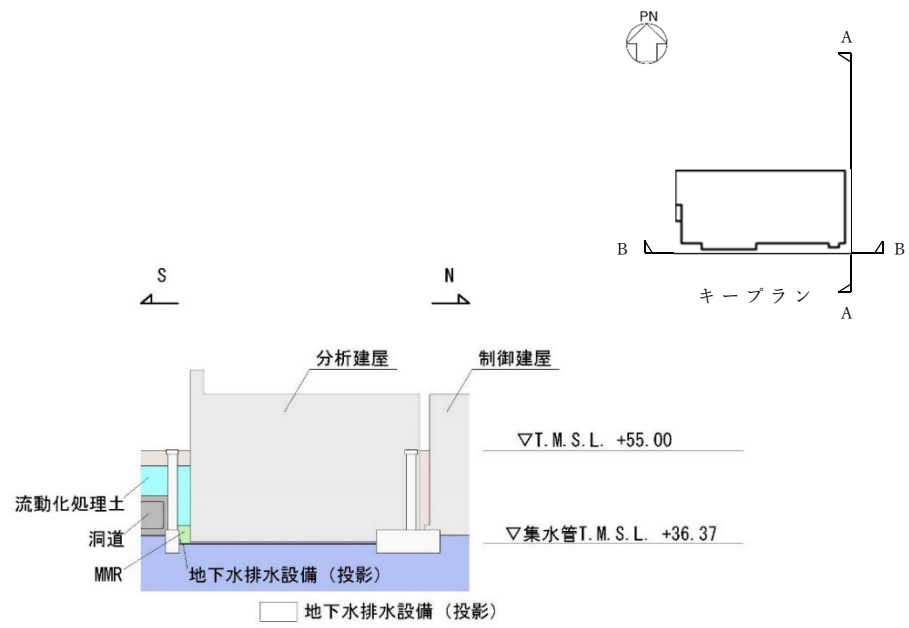 PN
A
B
B
キープラン
A
S
N
分析建屋
制御建屋
▽T.M.S.L. +55.00
流動化処理土
洞道
▽集水管T.M.S.L. +36.37
MMR
地下水排水設備（投影）
地下水排水設備（投影）